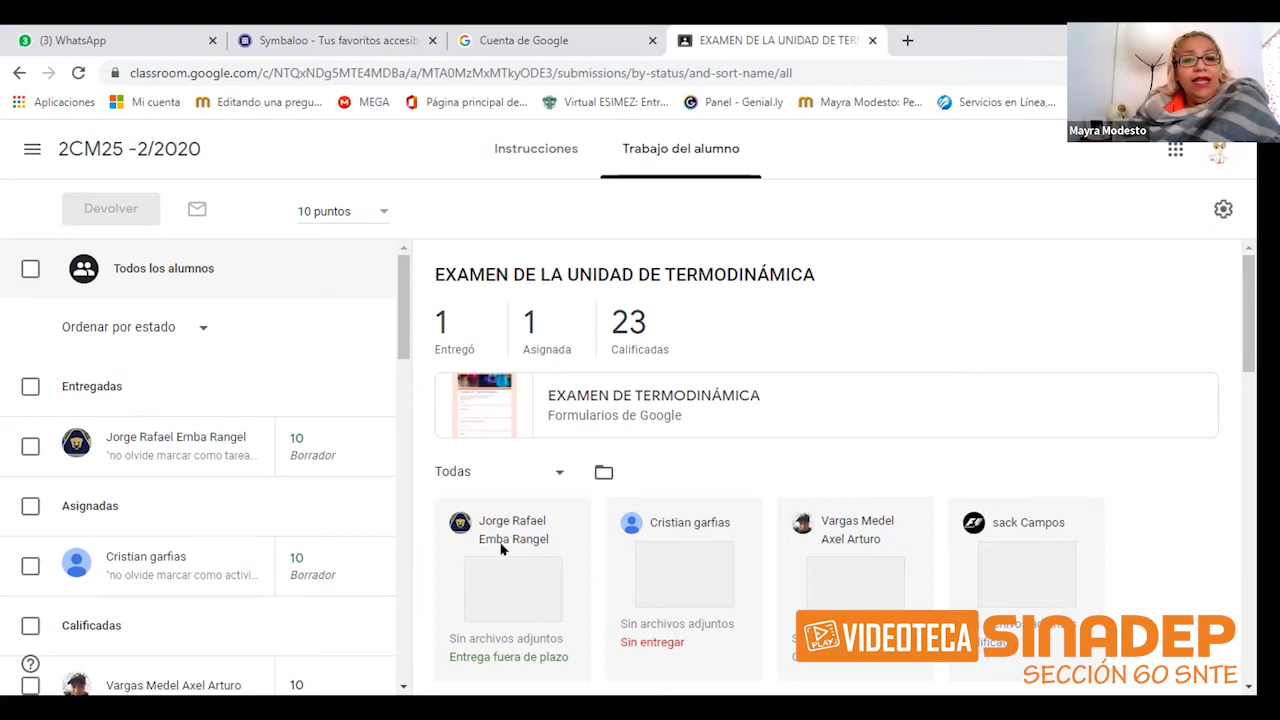 (3) WhatsApp
Symbaloo - Tus favoritos accesib
Cuenta de Google
EXAMEN DE LA UNIDAD DE TERM
classroom.google.com/c/NTQxNDg5MTE4MDBa/a/MTA0MzMxMTkyODE3/submissions/by-status/and-sort-name/all
Aplicaciones
Mi cuenta
Editando una pregu...
MEGA
Página principal de...
Virtual ESIMEZ: Entr...
Panel - Genial.ly
Mayra Modesto: Pe...
Servicios en Línea,...
Mayra Modesto
2CM25 -2/2020
Instrucciones
Trabajo del alumno
Devolver
10 puntos
Todos los alumnos
Ordenar por estado
Entregadas
Jorge Rafael Emba Rangel
"no olvide marcar como tarea...
10
Borrador
Asignadas
Cristian garfias
"no olvide marcar como activi...
10
Borrador
Calificadas
Vargas Medel Axel Arturo
10
EXAMEN DE LA UNIDAD DE TERMODINÁMICA
1
Entregó
1
Asignada
23
Calificadas
EXAMEN DE TERMODINÁMICA
Formularios de Google
Todas
Jorge Rafael
Emba Rangel
Sin archivos adjuntos
Entrega fuera de plazo
Cristian garfias
Sin archivos adjuntos
Sin entregar
Vargas Medel
Axel Arturo
sack Campos
PLAY
VIDEOTECA
SINADEP
SECCIÓN 60 SNTE